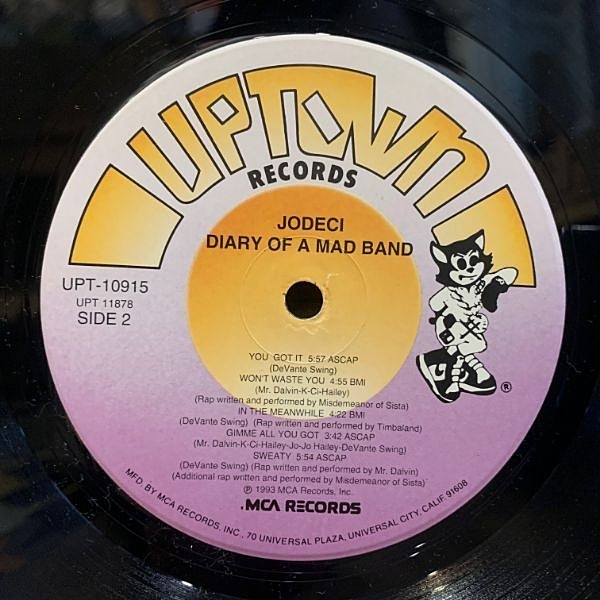 UPTOWN
RECORDS
JODECI
DIARY OF A MAD BAND
UPT-10915
UPT 11878
SIDE 2
YOU GOT IT 5:57 ASCAP
(DeVante Swing)
WON'T WASTE YOU 4:55 BMI
(Mr. Dalvin-K-Ci-Hailey)
(Rap written and performed by Misdemeanor of Sista)
IN THE MEANWHILE 4:22 BMI
(DeVante Swing) (Rap written and performed by Timbaland)
GIMME ALL YOU GOT 3:42 ASCAP
(Mr. Dalvin-K-Ci-Hailey-Jo-Jo Hailey-DeVante Swing)
SWEATY 5:54 ASCAP
(DeVante Swing) (Rap written and performed by Mr. Dalvin)
(Additional rap written and performed by Misdemeanor of Sista)
℗ 1993 MCA Records, Inc.
.MCA RECORDS
MFD. BY MCA RECORDS, INC., 70 UNIVERSAL PLAZA, UNIVERSAL CITY, CALIF. 91608
®